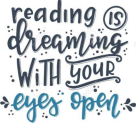 reading IS
dreaming
WITH YOUR
eyes open